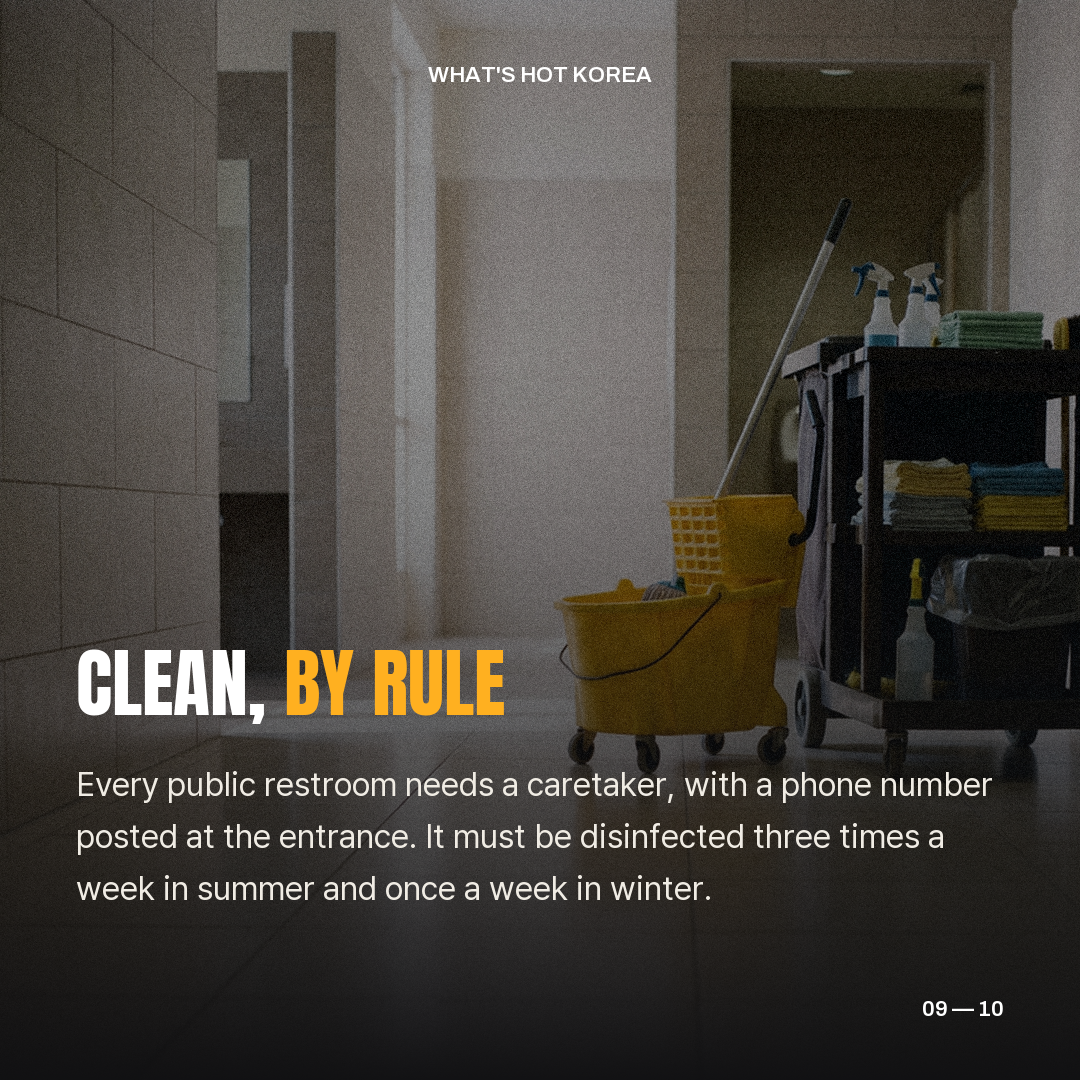 WHAT'S HOT KOREA
CLEAN, BY RULE
Every public restroom needs a caretaker, with a phone number
posted at the entrance. It must be disinfected three times a
week in summer and once a week in winter.
09 — 10